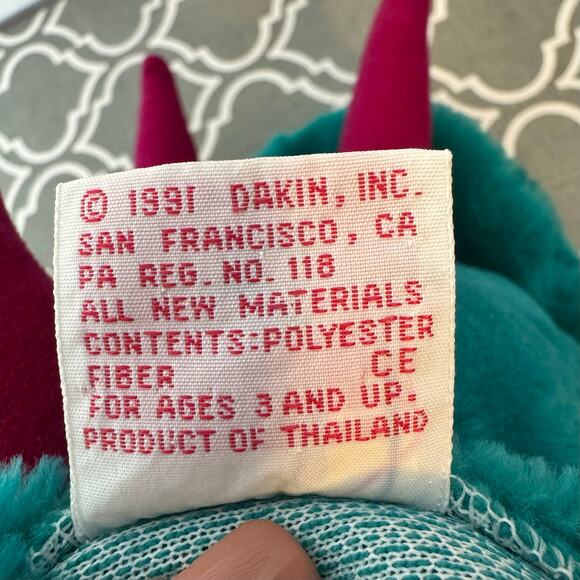 © 1991 DAKIN, INC.
SAN FRANCISCO, CA
PA REG. NO. 118
ALL NEW MATERIALS
CONTENTS:POLYESTER
FIBER CE
FOR AGES 3 AND UP.
PRODUCT OF THAILAND